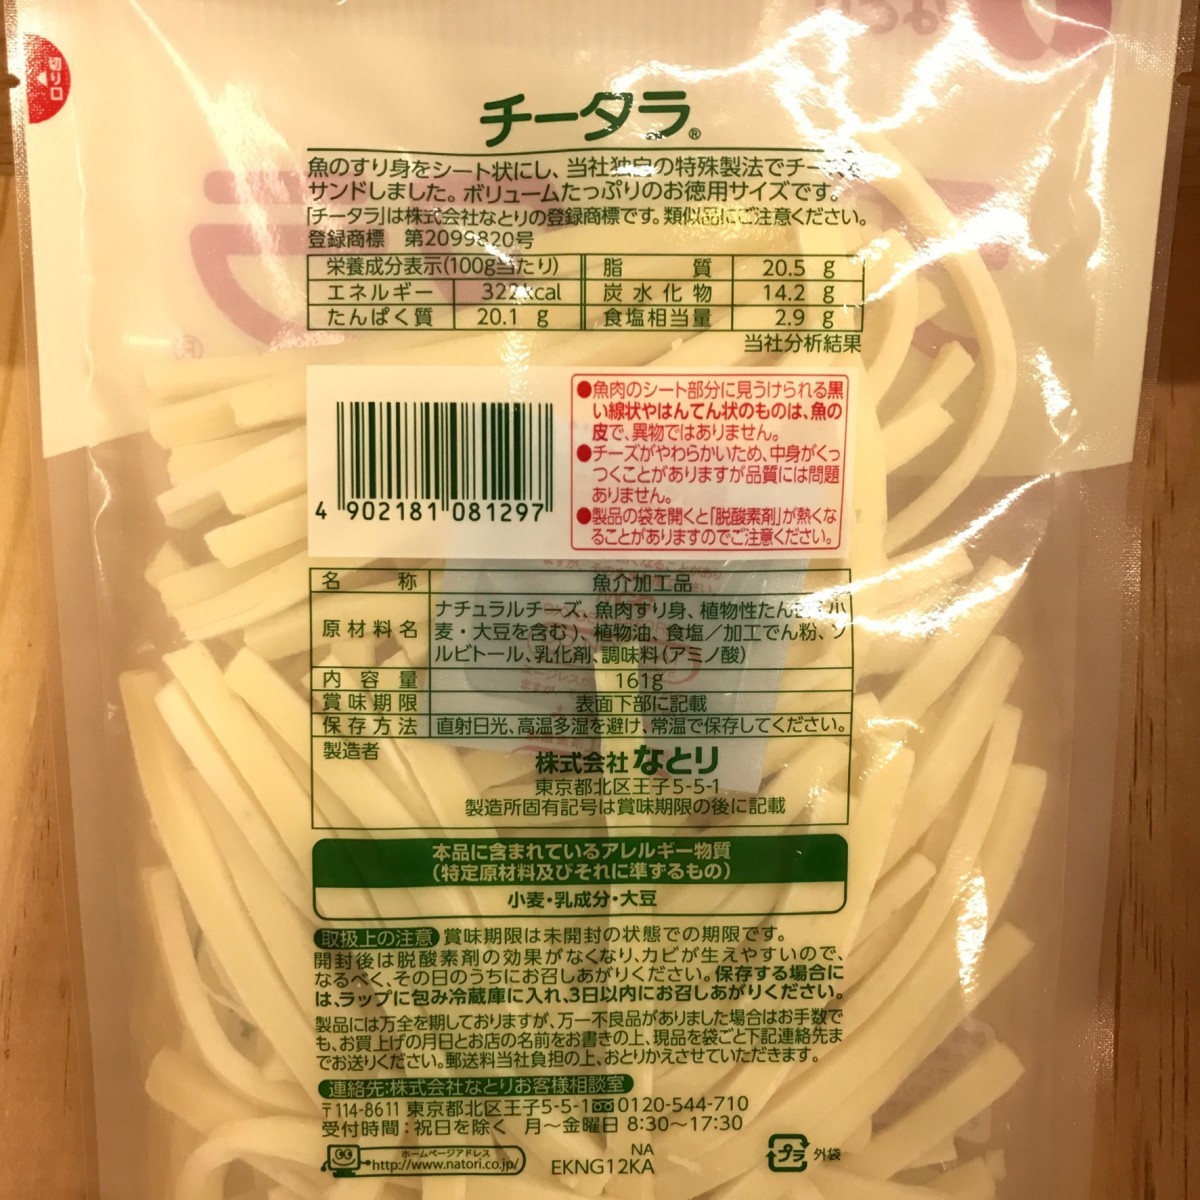 切り口
チータラ®
魚のすり身をシート状にし、当社独自の特殊製法でチーズを
サンドしました。ボリュームたっぷりのお徳用サイズです。
「チータラ」は株式会社なとりの登録商標です。類似品にご注意ください。
登録商標 第2099820号
栄養成分表示(100g当たり) 脂質 20.5 g
エネルギー 322kcal 炭水化物 14.2 g
たんぱく質 20.1 g 食塩相当量 2.9 g
当社分析結果
●魚肉のシート部分に見うけられる黒
い線状やはんてん状のものは、魚の
皮で、異物ではありません。
●チーズがやわらかいため、中身がくっ
つくことがありますが品質には問題
ありません。
●製品の袋を開くと「脱酸素剤」が熱くな
ることがありますのでご注意ください。
4 902181 081297
名称 魚介加工品
原材料名 ナチュラルチーズ、魚肉すり身、植物性たん 小
麦・大豆を含む)、植物油、食塩／加工でん粉、ソ
ルビトール、乳化剤、調味料(アミノ酸)
内容量 161g
賞味期限 表面下部に記載
保存方法 直射日光、高温多湿を避け、常温で保存してください。
製造者 株式会社なとり
東京都北区王子5-5-1
製造所固有記号は賞味期限の後に記載
本品に含まれているアレルギー物質
(特定原材料及びそれに準ずるもの)
小麦・乳成分・大豆
取扱上の注意 賞味期限は未開封の状態での期限です。
開封後は脱酸素剤の効果がなくなり、カビが生えやすいので、
なるべく、その日のうちにお召しあがりください。保存する場合に
は、ラップに包み冷蔵庫に入れ、3日以内にお召しあがりください。
製品には万全を期しておりますが、万一不良品がありました場合はお手数で
も、お買上げの月日とお店の名前をお書きの上、現品を袋ごと下記連絡先ま
でお送りください。郵送料当社負担の上、おとりかえさせていただきます。
連絡先:株式会社なとりお客様相談室
〒114-8611 東京都北区王子5-5-1 0120-544-710
受付時間：祝日を除く 月～金曜日 8:30～17:30
ホームページアドレス
http://www.natori.co.jp/
NA
EKNG12KA
プラ 外袋